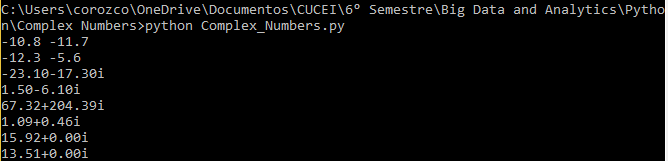 C:\Users\corozco\OneDrive\Documentos\CUCEI\6º Semestre\Big Data and Analytics\Pytho
n\Complex Numbers>python Complex_Numbers.py
-10.8 -11.7
-12.3 -5.6
-23.10-17.30i
1.50-6.10i
67.32+204.39i
1.09+0.46i
15.92+0.00i
13.51+0.00i